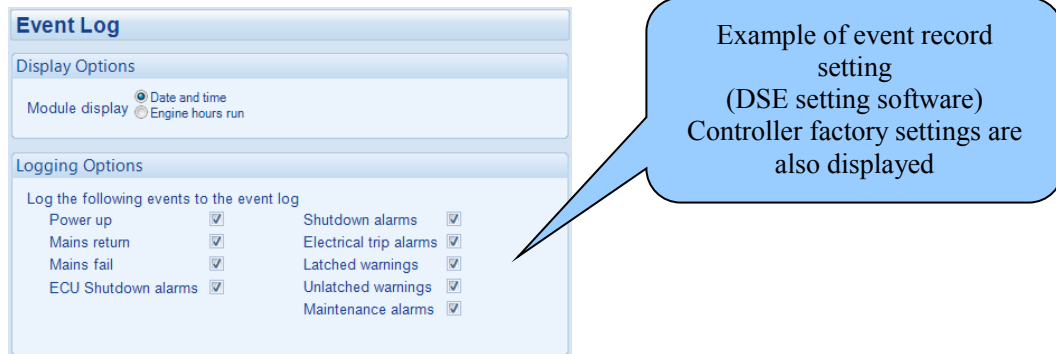 Event Log
Display Options
Module display
Date and time
Engine hours run
Logging Options
Log the following events to the event log
Power up
Mains return
Mains fail
ECU Shutdown alarms
Shutdown alarms
Electrical trip alarms
Latched warnings
Unlatched warnings
Maintenance alarms
Example of event record
setting
(DSE setting software)
Controller factory settings are
also displayed